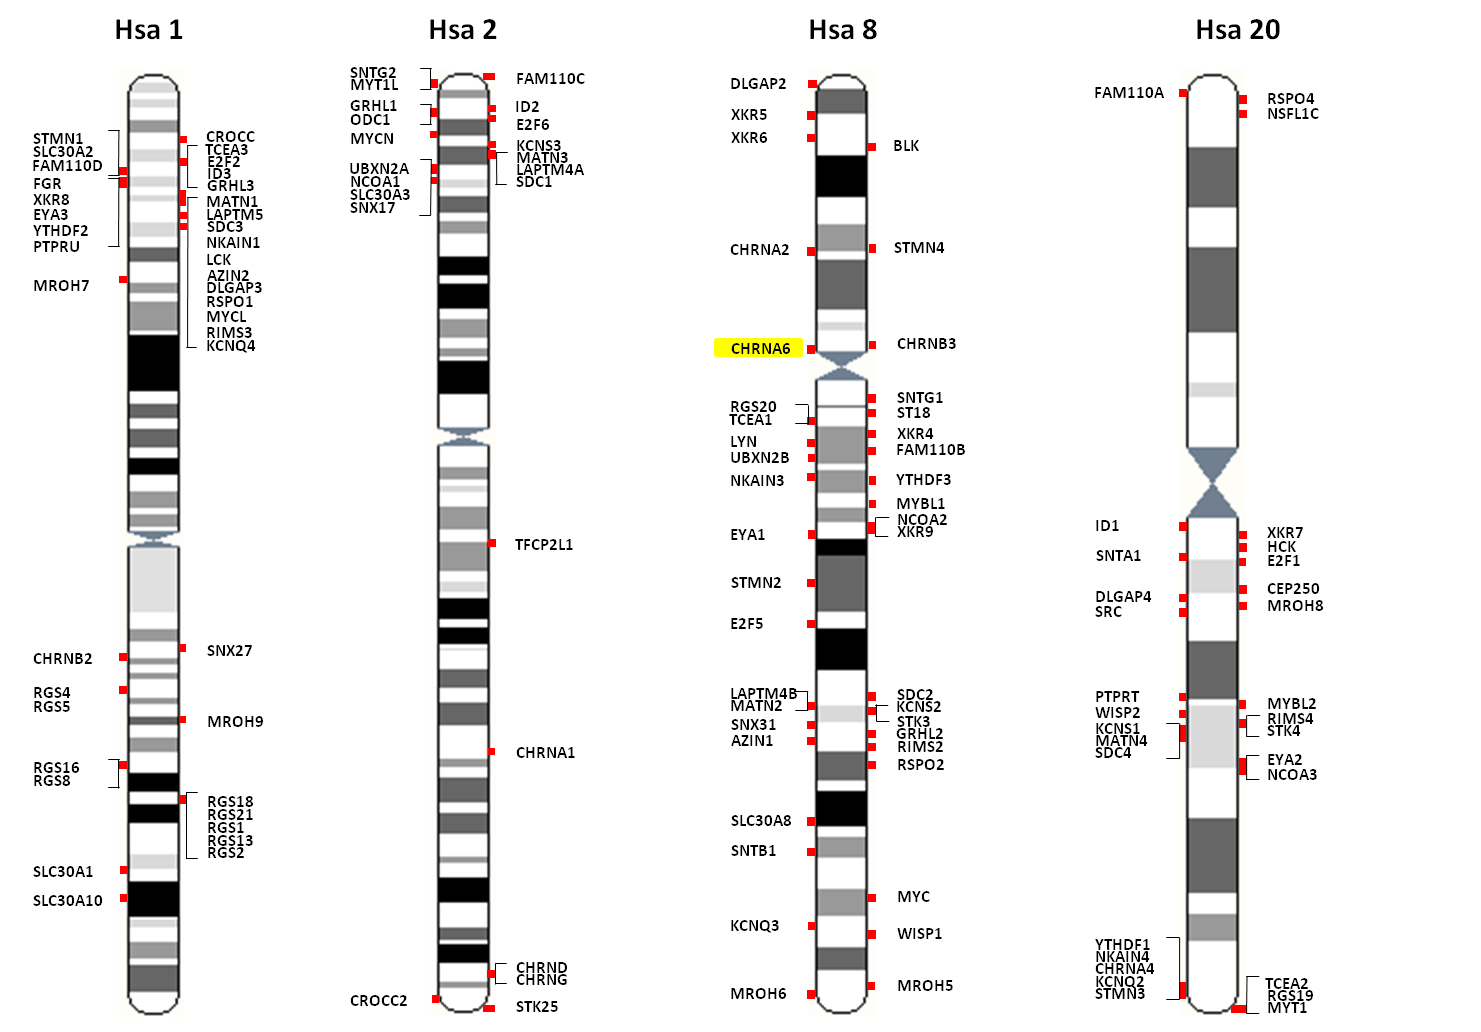 Hsa 1
STMN1
SLC30A2
FAM110D
FGR
XKR8
EYA3
YTHDF2
PTPRU
MROH7
CHRNB2
RGS4
RGS5
RGS16
RGS8
SLC30A1
SLC30A10
CROCC
TCEA3
E2F2
ID3
GRHL3
MATN1
LAPTM5
SDC3
NKAIN1
LCK
AZIN2
DLGAP3
RSPO1
MYCL
RIMS3
KCNQ4
SNX27
MROH9
RGS18
RGS21
RGS1
RGS13
RGS2
Hsa 2
SNTG2
MYT1L
GRHL1
ODC1
MYCN
UBXN2A
NCOA1
SLC30A3
SNX17
CROCC2
FAM110C
ID2
E2F6
KCNS3
MATN3
LAPTM4A
SDC1
TFCP2L1
CHRNA1
CHRND
CHRNG
STK25
Hsa 8
DLGAP2
XKR5
XKR6
CHRNA2
CHRNA6
RGS20
TCEA1
LYN
UBXN2B
NKAIN3
EYA1
STMN2
E2F5
LAPTM4B
MATN2
SNX31
AZIN1
SLC30A8
SNTB1
KCNQ3
MROH6
BLK
STMN4
CHRNB3
SNTG1
ST18
XKR4
FAM110B
YTHDF3
MYBL1
NCOA2
XKR9
SDC2
KCNS2
STK3
GRHL2
RIMS2
RSPO2
MYC
WISP1
MROH5
Hsa 20
FAM110A
ID1
SNTA1
DLGAP4
SRC
PTPRT
WISP2
KCNS1
MATN4
SDC4
YTHDF1
NKAIN4
CHRNA4
KCNQ2
STMN3
RSPO4
NSFL1C
XKR7
HCK
E2F1
CEP250
MROH8
MYBL2
RIMS4
STK4
EYA2
NCOA3
TCEA2
RGS19
MYT1